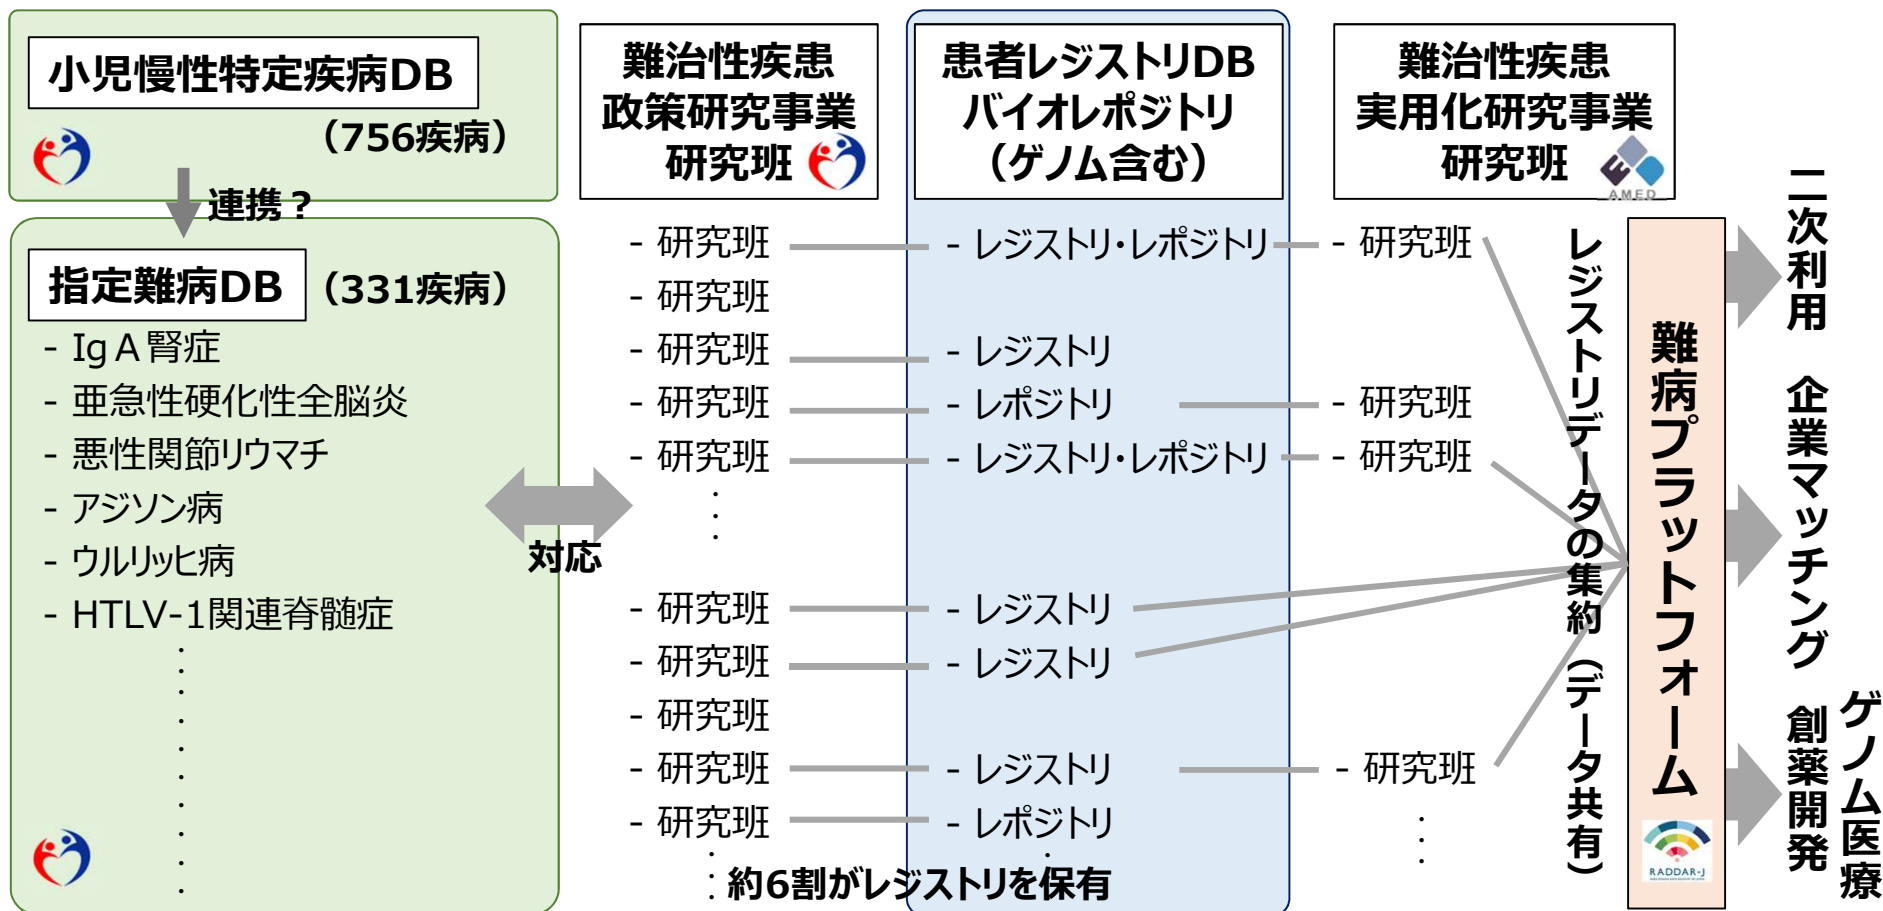 小児慢性特定疾病DB
（756疾病）
連携？
指定難病DB
（331疾病）
- IgA腎症
- 亜急性硬化性全脳炎
- 悪性関節リウマチ
- アジソン病
- ウルリッヒ病
- HTLV-1関連脊髄症
対応
難治性疾患
政策研究事業
研究班
- 研究班
- 研究班
- 研究班
- 研究班
- 研究班
- 研究班
- 研究班
- 研究班
- 研究班
- 研究班
約6割がレジストリを保有
患者レジストリDB
バイオレポジトリ
（ゲノム含む）
- レジストリ・レポジトリ
- レジストリ
- レポジトリ
- レジストリ・レポジトリ
- レジストリ
- レジストリ
- レジストリ
- レポジトリ
難治性疾患
実用化研究事業
研究班
AMED
- 研究班
- 研究班
- 研究班
- 研究班
レジストリデータの集約（データ共有）
難病プラットフォーム
RADDAR-J
二次利用
企業マッチング
創薬開発
ゲノム医療